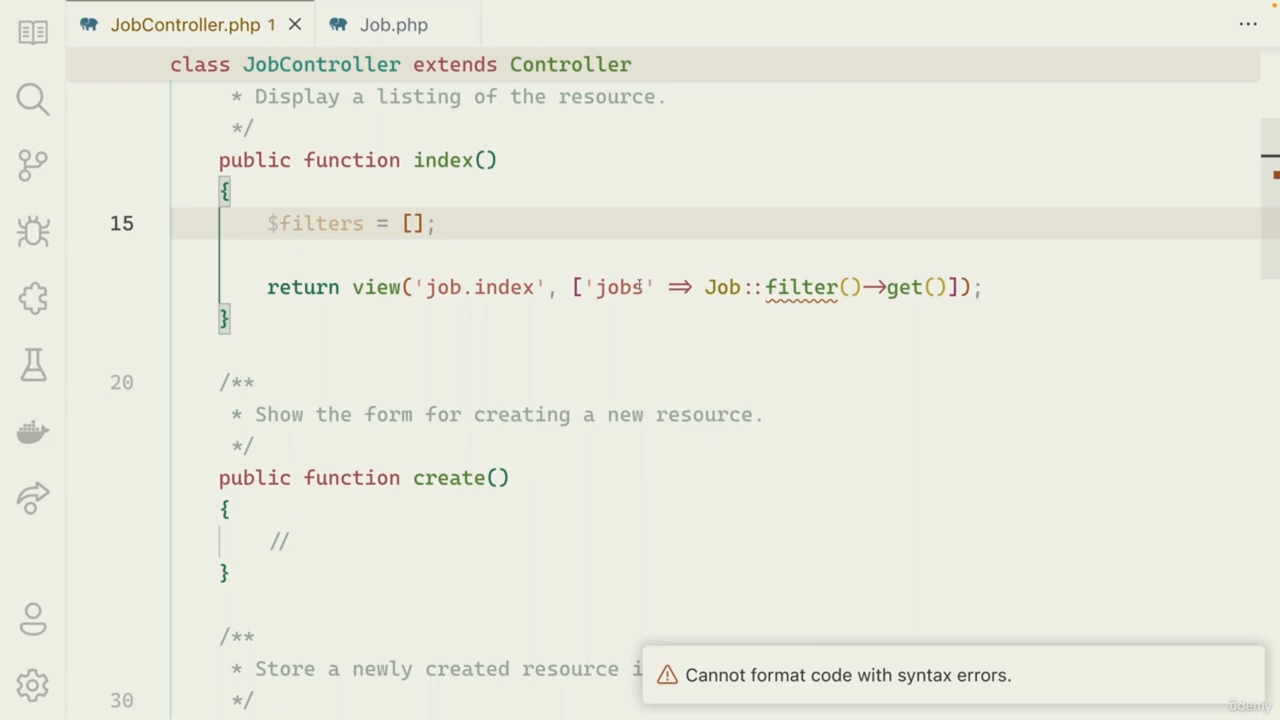 JobController.php 1
Job.php
class JobController extends Controller
* Display a listing of the resource.
*/
public function index()
{
15 $filters = [];
return view('job.index', ['jobs' => Job::filter()->get()]);
}
20 /**
* Show the form for creating a new resource.
*/
public function create()
{
//
}
/**
* Store a newly created resource i
30 */
Cannot format code with syntax errors.
ûdemy